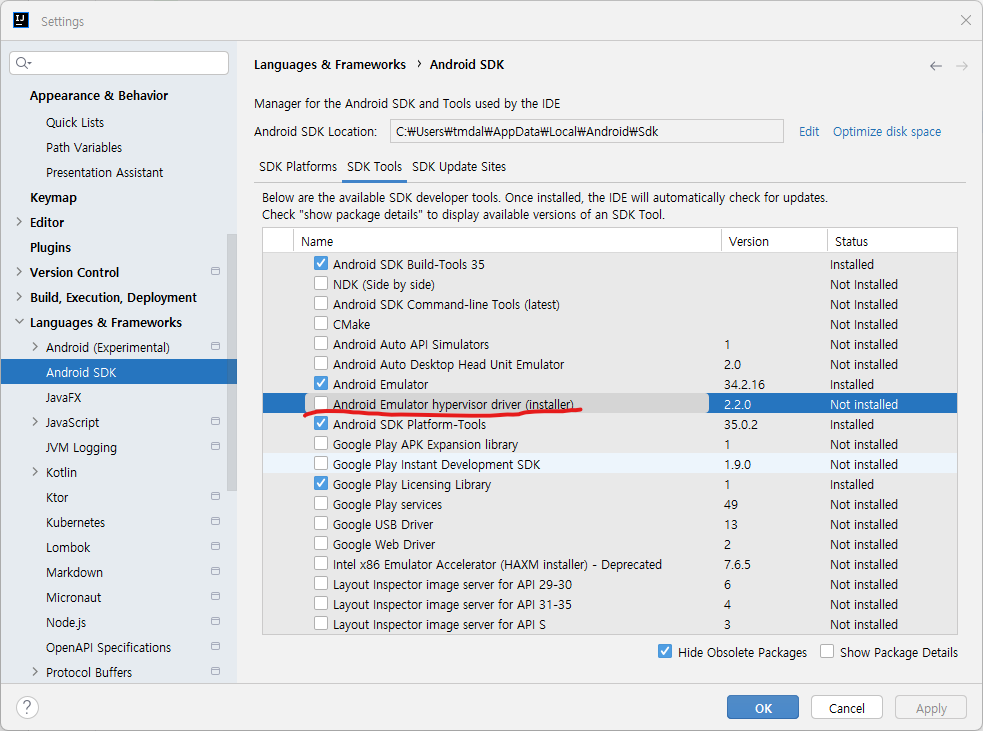 Settings
Languages & Frameworks › Android SDK
Appearance & Behavior
Quick Lists
Path Variables
Presentation Assistant
Keymap
Editor
Plugins
Version Control
Build, Execution, Deployment
Languages & Frameworks
Android (Experimental)
Android SDK
JavaFX
JavaScript
JVM Logging
Kotlin
Ktor
Kubernetes
Lombok
Markdown
Micronaut
Node.js
OpenAPI Specifications
Protocol Buffers
Manager for the Android SDK and Tools used by the IDE
Android SDK Location: C:₩Users₩tmdal₩AppData₩Local₩Android₩Sdk Edit Optimize disk space
SDK Platforms SDK Tools SDK Update Sites
Below are the available SDK developer tools. Once installed, the IDE will automatically check for updates.
Check "show package details" to display available versions of an SDK Tool.
Name Version Status
Android SDK Build-Tools 35 Installed
NDK (Side by side) Not Installed
Android SDK Command-line Tools (latest) Not Installed
CMake Not Installed
Android Auto API Simulators 1 Not installed
Android Auto Desktop Head Unit Emulator 2.0 Not installed
Android Emulator 34.2.16 Installed
Android Emulator hypervisor driver (installer) 2.2.0 Not installed
Android SDK Platform-Tools 35.0.2 Installed
Google Play APK Expansion library 1 Not installed
Google Play Instant Development SDK 1.9.0 Not installed
Google Play Licensing Library 1 Installed
Google Play services 49 Not installed
Google USB Driver 13 Not installed
Google Web Driver 2 Not installed
Intel x86 Emulator Accelerator (HAXM installer) - Deprecated 7.6.5 Not installed
Layout Inspector image server for API 29-30 6 Not installed
Layout Inspector image server for API 31-35 4 Not installed
Layout Inspector image server for API S 3 Not installed
Hide Obsolete Packages Show Package Details
? OK Cancel Apply